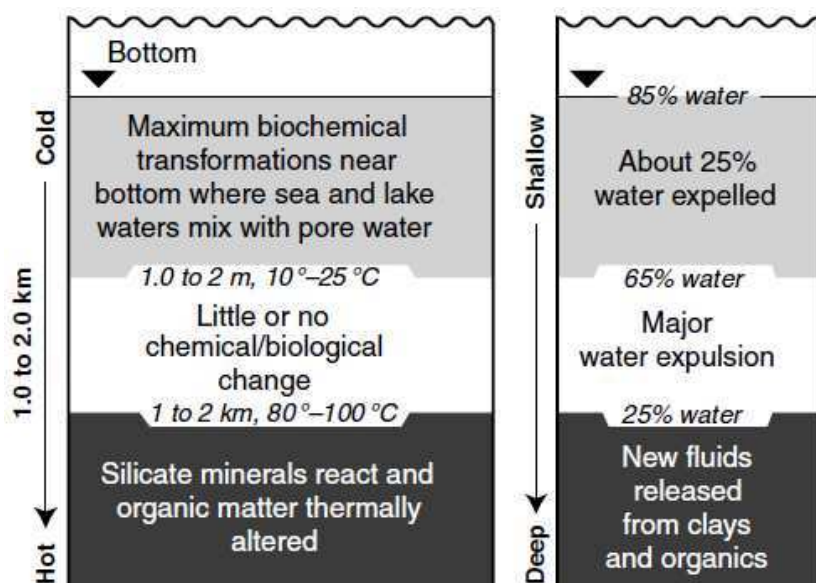 Bottom
Cold
1.0 to 2.0 km
Hot
Maximum biochemical
transformations near
bottom where sea and lake
waters mix with pore water
1.0 to 2 m, 10°–25 °C
Little or no
chemical/biological
change
1 to 2 km, 80°–100 °C
Silicate minerals react and
organic matter thermally
altered
Shallow
Deep
85% water
About 25%
water expelled
65% water
Major
water expulsion
25% water
New fluids
released
from clays
and organics